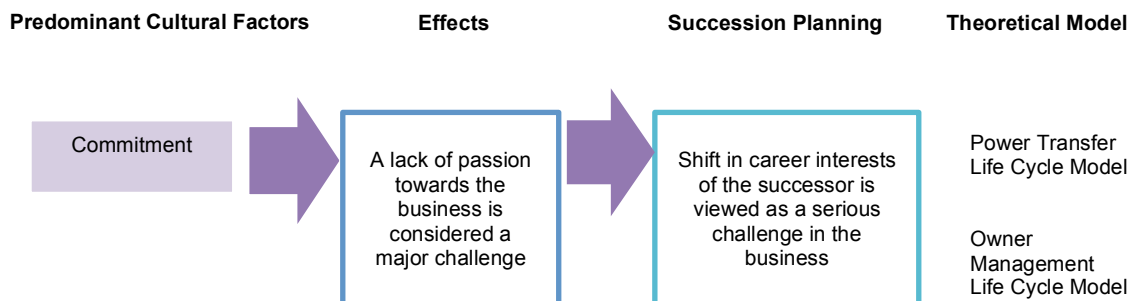 Predominant Cultural Factors
Effects
Succession Planning
Theoretical Model
Commitment
A lack of passion
towards the
business is
considered a
major challenge
Shift in career interests
of the successor is
viewed as a serious
challenge in the
business
Power Transfer
Life Cycle Model
Owner
Management
Life Cycle Model